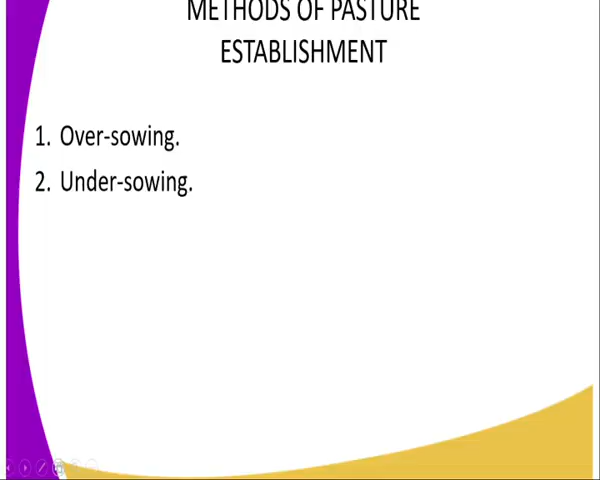 METHODS OF PASTURE
ESTABLISHMENT
1. Over-sowing.
2. Under-sowing.